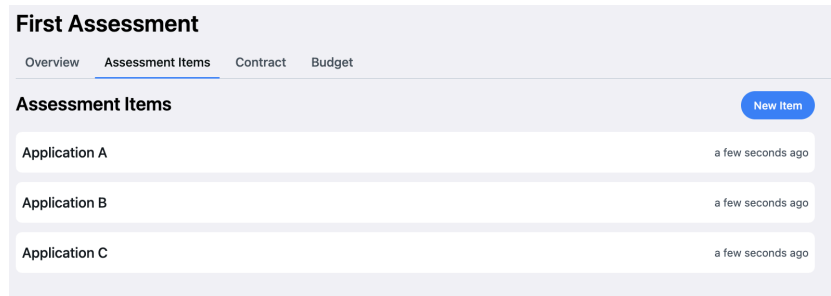 First Assessment
Overview Assessment Items Contract Budget
Assessment Items New Item
Application A a few seconds ago
Application B a few seconds ago
Application C a few seconds ago